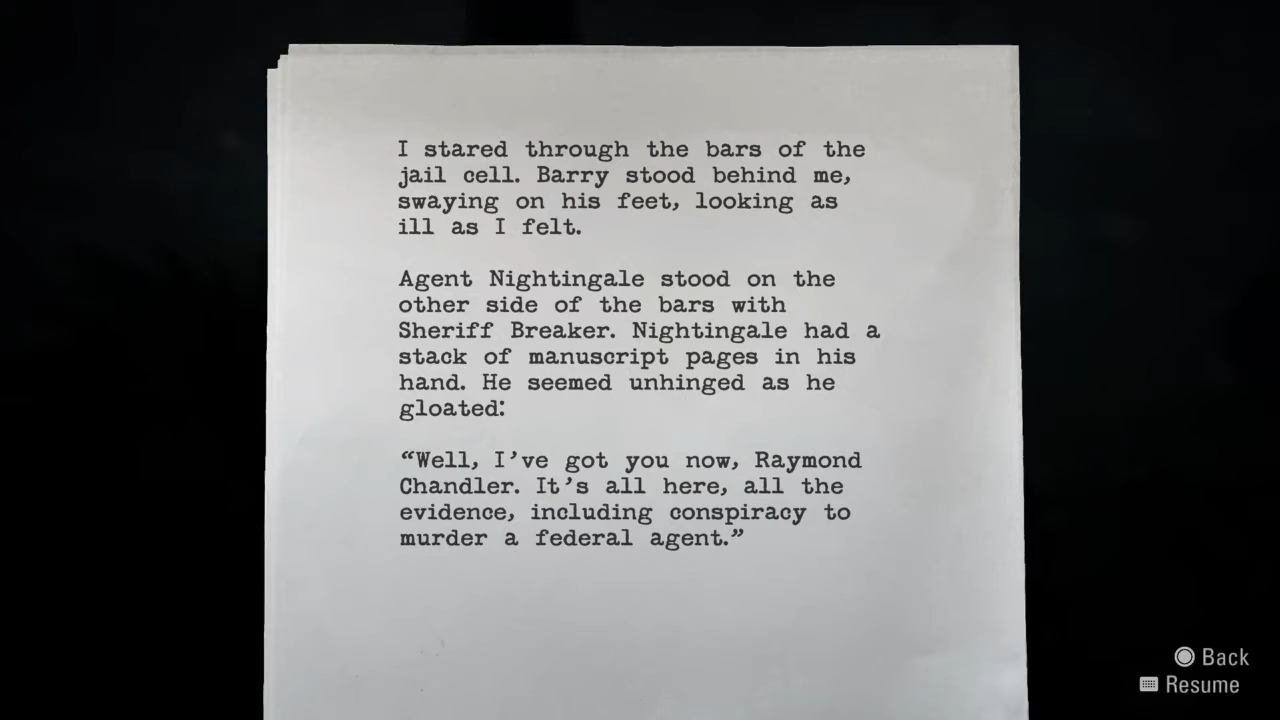 I stared through the bars of the
jail cell. Barry stood behind me,
swaying on his feet, looking as
ill as I felt.
Agent Nightingale stood on the
other side of the bars with
Sheriff Breaker. Nightingale had a
stack of manuscript pages in his
hand. He seemed unhinged as he
gloated:
“Well, I’ve got you now, Raymond
Chandler. It’s all here, all the
evidence, including conspiracy to
murder a federal agent.”
Back
Resume